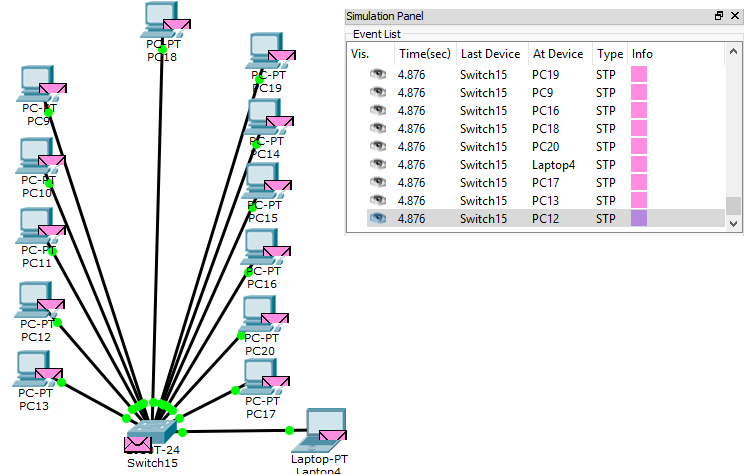 PC-PT
PC18
PC-PT
PC19
PC-PT
PC9
PC-PT
PC14
PC-PT
PC10
PC-PT
PC15
PC-PT
PC11
PC-PT
PC16
PC-PT
PC12
PC-PT
PC20
PC-PT
PC13
PC-PT
PC17
T-24
Switch15
Laptop-PT
Laptop4
Simulation Panel
Event List
Vis. Time(sec) Last Device At Device Type Info
4.876 Switch15 PC19 STP
4.876 Switch15 PC9 STP
4.876 Switch15 PC16 STP
4.876 Switch15 PC18 STP
4.876 Switch15 PC20 STP
4.876 Switch15 Laptop4 STP
4.876 Switch15 PC17 STP
4.876 Switch15 PC13 STP
4.876 Switch15 PC12 STP